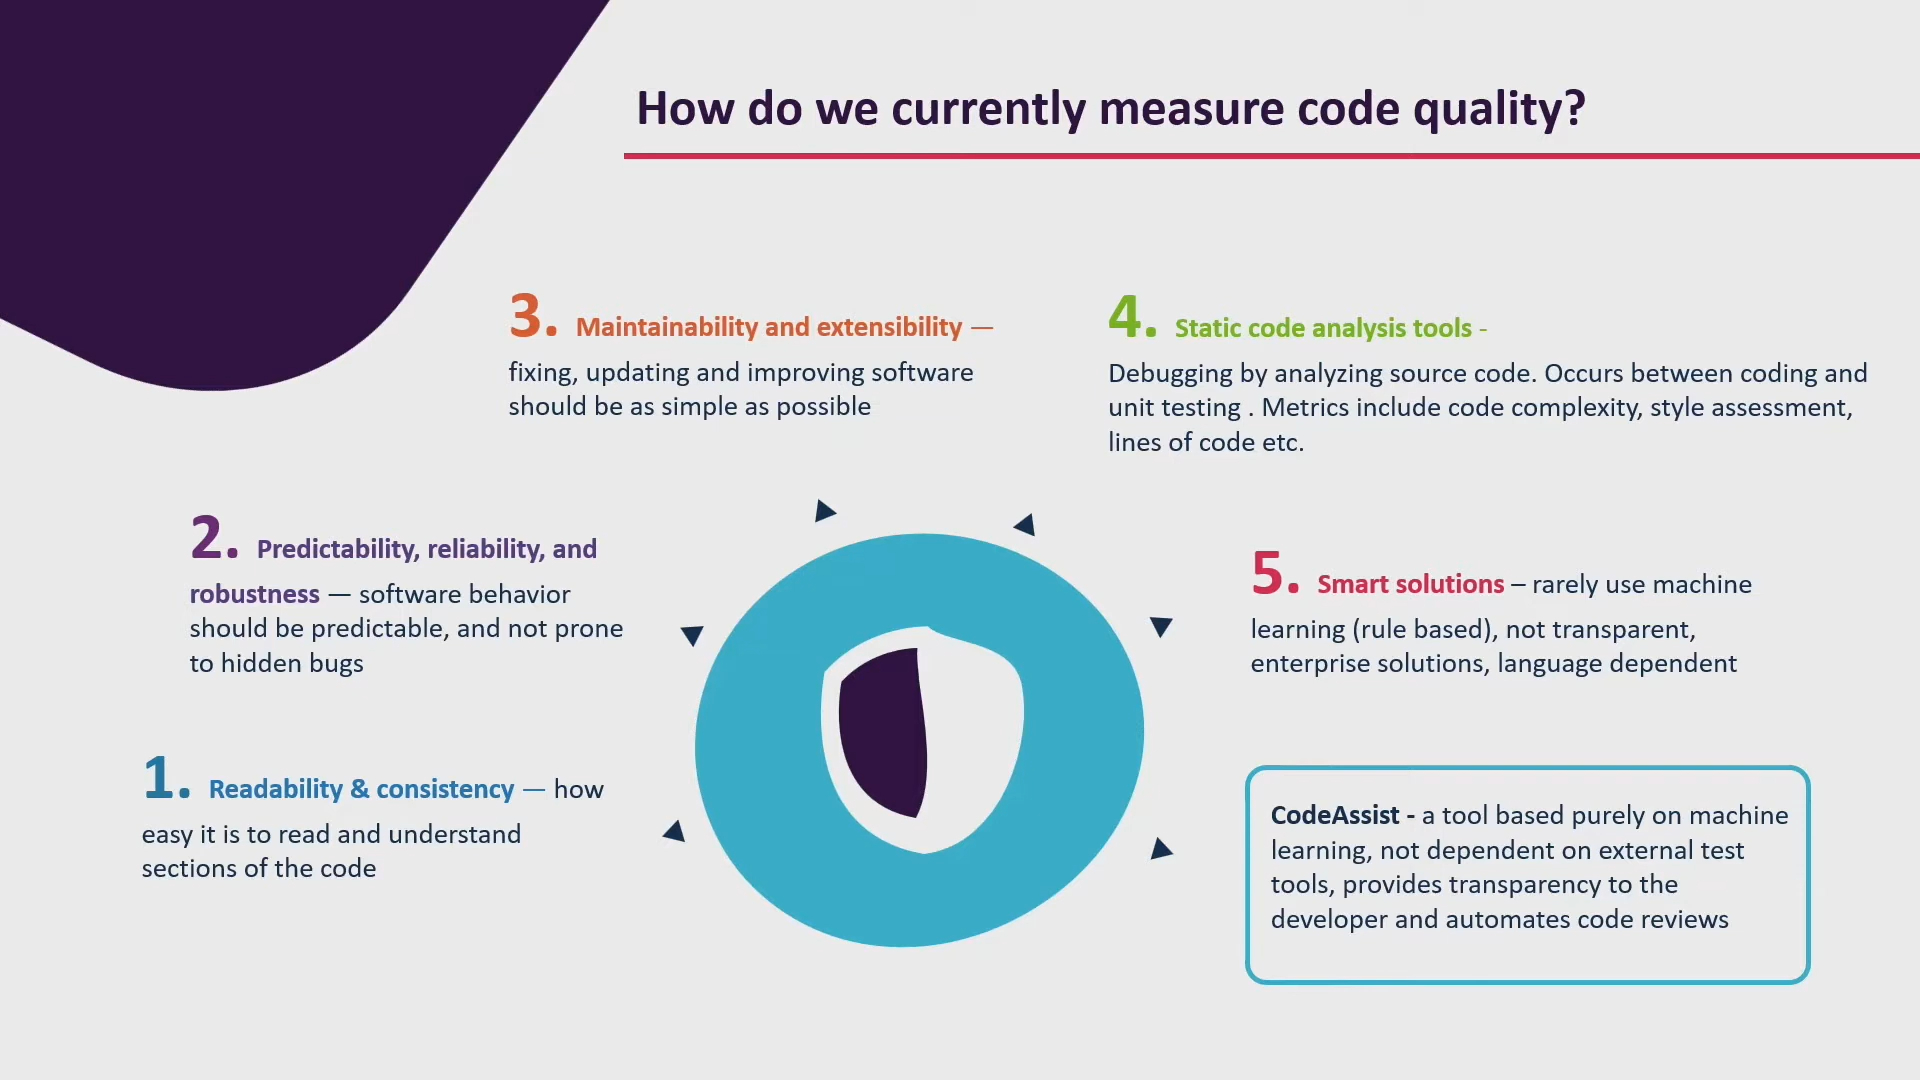 How do we currently measure code quality?
3. Maintainability and extensibility —
fixing, updating and improving software
should be as simple as possible
4. Static code analysis tools -
Debugging by analyzing source code. Occurs between coding and
unit testing . Metrics include code complexity, style assessment,
lines of code etc.
2. Predictability, reliability, and
robustness — software behavior
should be predictable, and not prone
to hidden bugs
5. Smart solutions – rarely use machine
learning (rule based), not transparent,
enterprise solutions, language dependent
1. Readability & consistency — how
easy it is to read and understand
sections of the code
CodeAssist - a tool based purely on machine
learning, not dependent on external test
tools, provides transparency to the
developer and automates code reviews